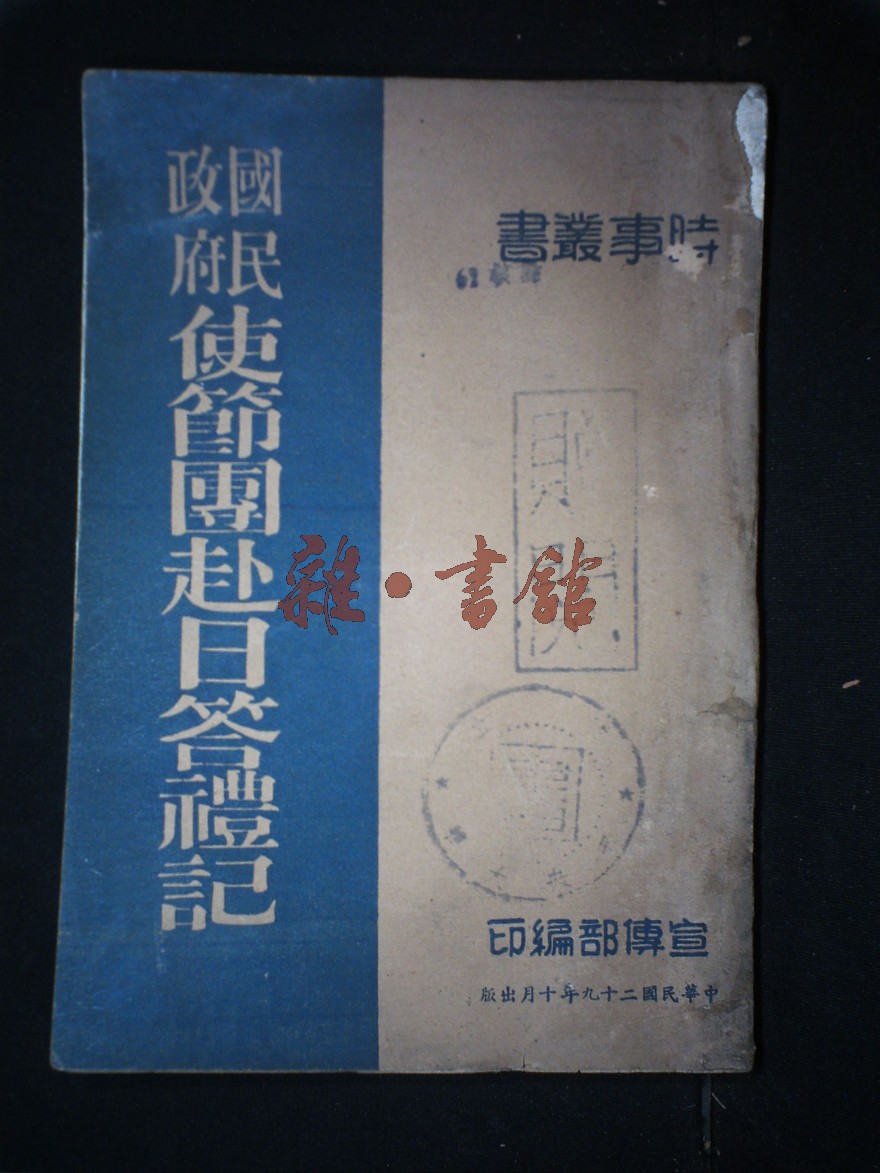 時事叢書
國民政府使節團赴日答禮記
雜·書館
宣傳部編印
中華民國二十九年十月出版